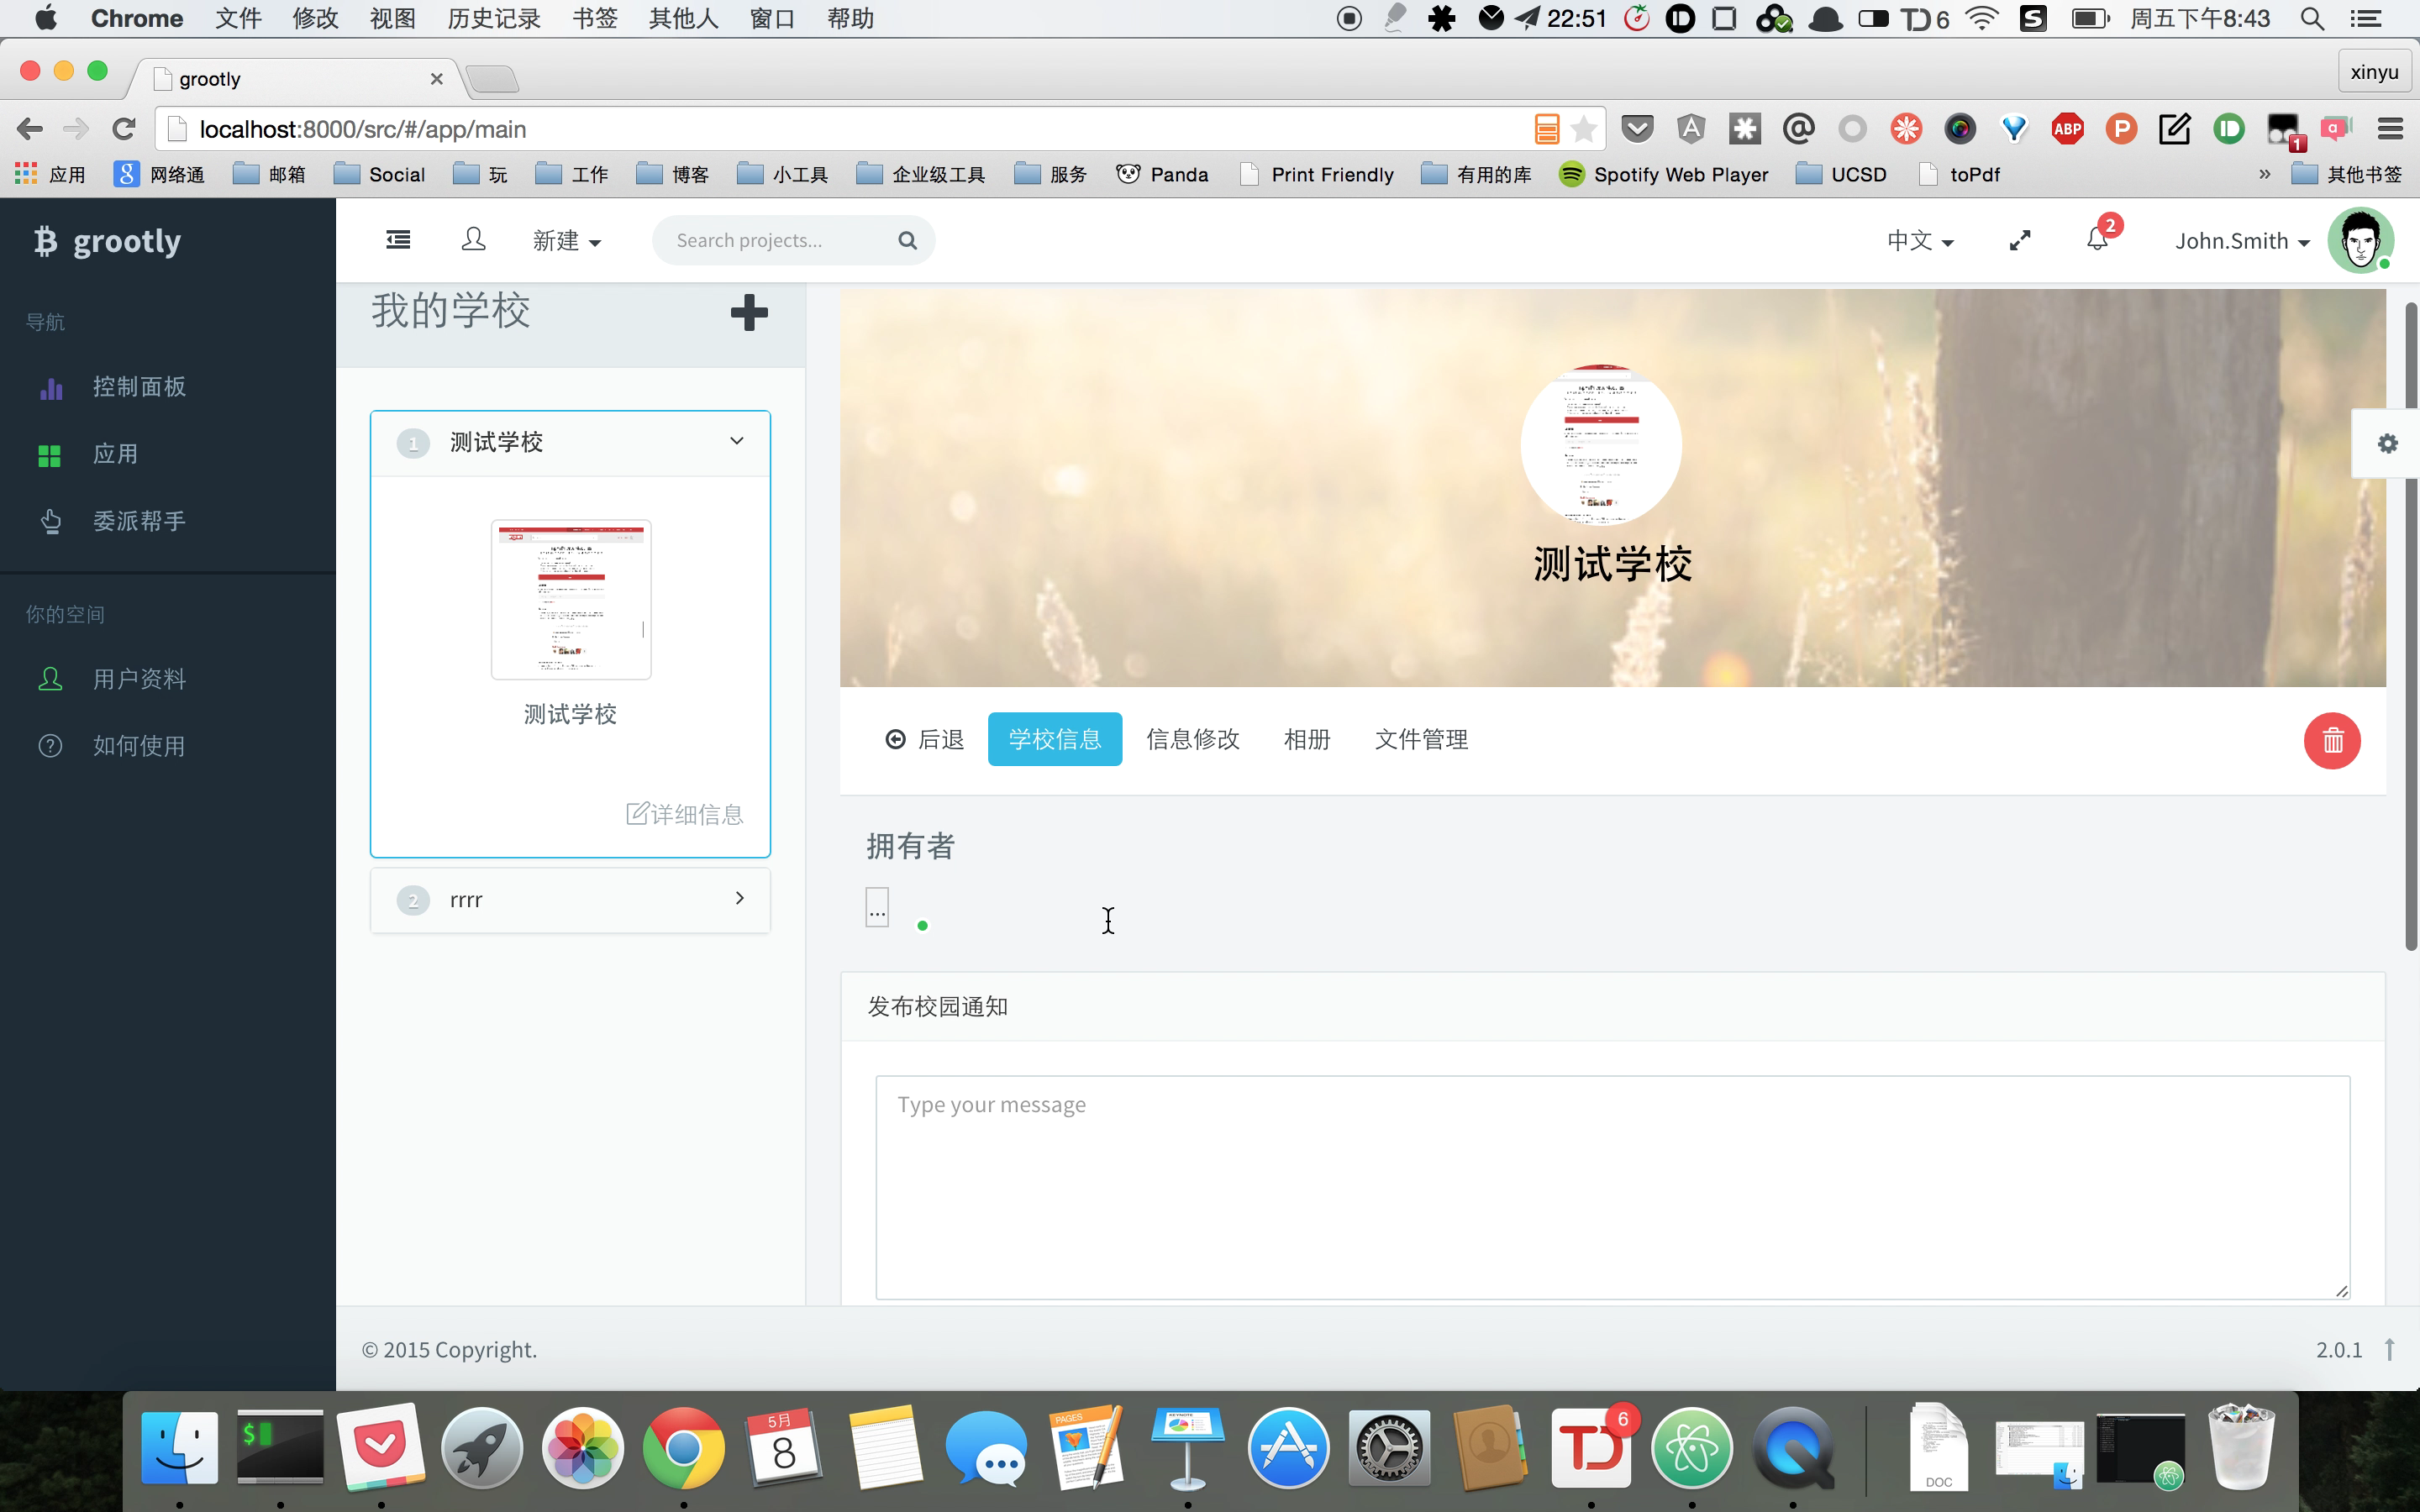 Chrome 文件 修改 视图 历史记录 书签 其他人 窗口 帮助 22:51 6 周五下午8:43
grootly xinyu
localhost:8000/src/#/app/main ABP 1
应用 网络通 邮箱 Social 玩 工作 博客 小工具 企业级工具 服务 Panda Print Friendly 有用的库 Spotify Web Player UCSD toPdf » 其他书签
grootly
新建 Search projects... 中文 2 John.Smith
导航
控制面板
应用
委派帮手
你的空间
用户资料
如何使用
我的学校
1 测试学校
测试学校
详细信息
2 rrrr
测试学校
后退 学校信息 信息修改 相册 文件管理
拥有者
...
发布校园通知
Type your message
© 2015 Copyright. 2.0.1
5月
8
PAGES
KEYNOTE
6
DOC